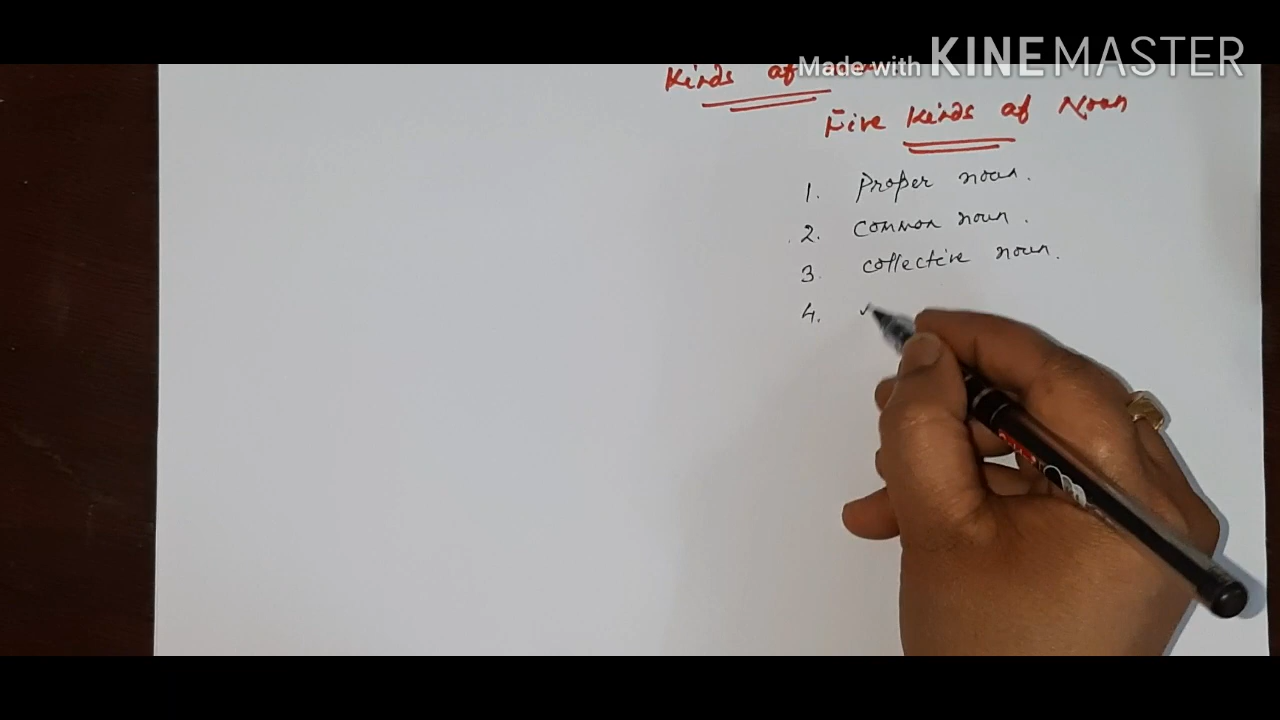 Made with KINEMASTER
Kinds of
Five Kinds of Noun
1. Proper noun.
2. Common noun.
3. collective noun.
4.